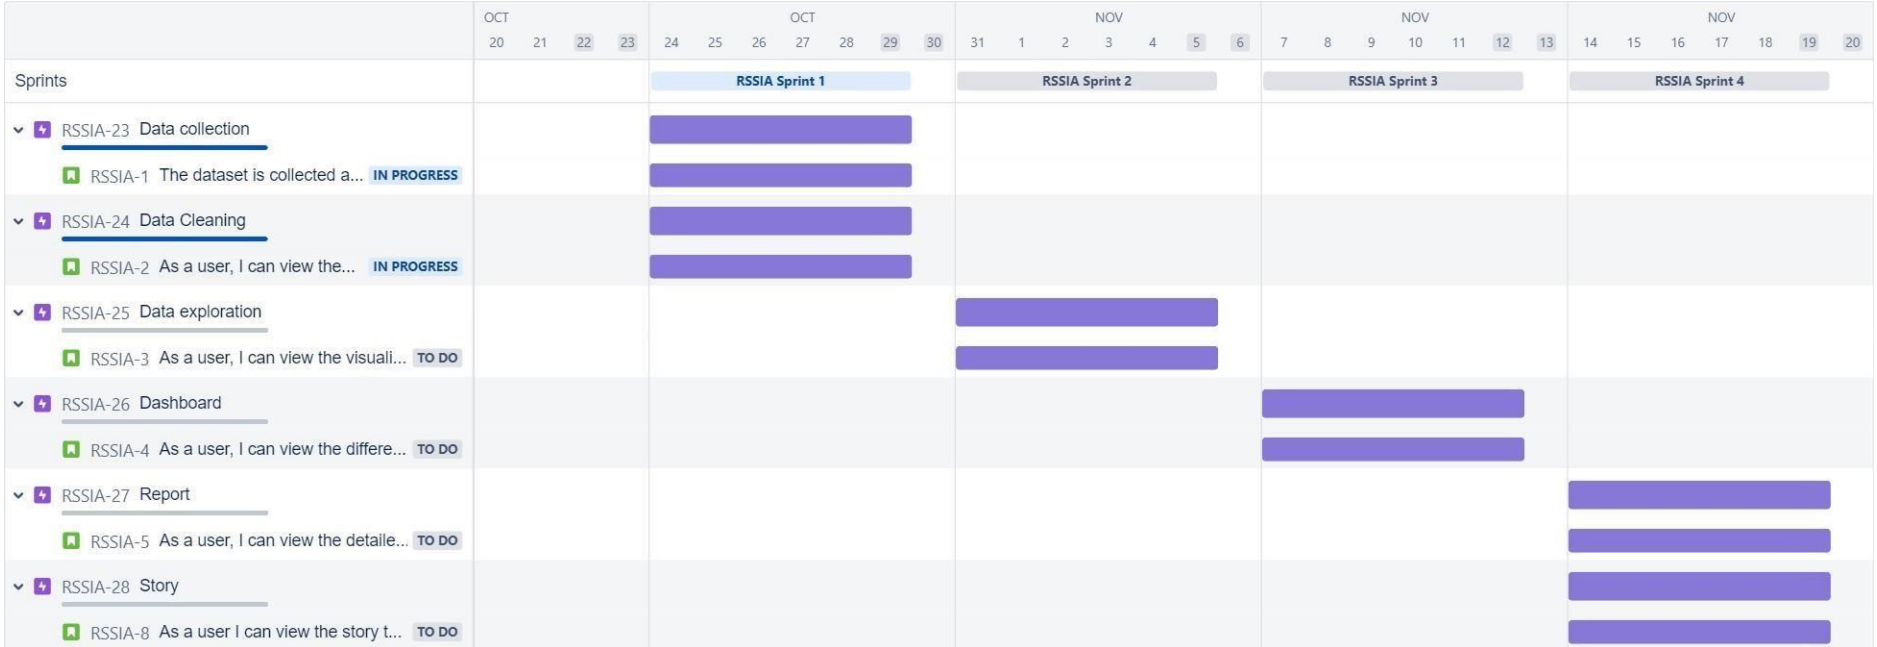 OCT OCT NOV NOV NOV
20 21 22 23 24 25 26 27 28 29 30 31 1 2 3 4 5 6 7 8 9 10 11 12 13 14 15 16 17 18 19 20
Sprints RSSIA Sprint 1 RSSIA Sprint 2 RSSIA Sprint 3 RSSIA Sprint 4
RSSIA-23 Data collection
RSSIA-1 The dataset is collected a... IN PROGRESS
RSSIA-24 Data Cleaning
RSSIA-2 As a user, I can view the... IN PROGRESS
RSSIA-25 Data exploration
RSSIA-3 As a user, I can view the visuali... TO DO
RSSIA-26 Dashboard
RSSIA-4 As a user, I can view the differe... TO DO
RSSIA-27 Report
RSSIA-5 As a user, I can view the detaile... TO DO
RSSIA-28 Story
RSSIA-8 As a user I can view the story t... TO DO